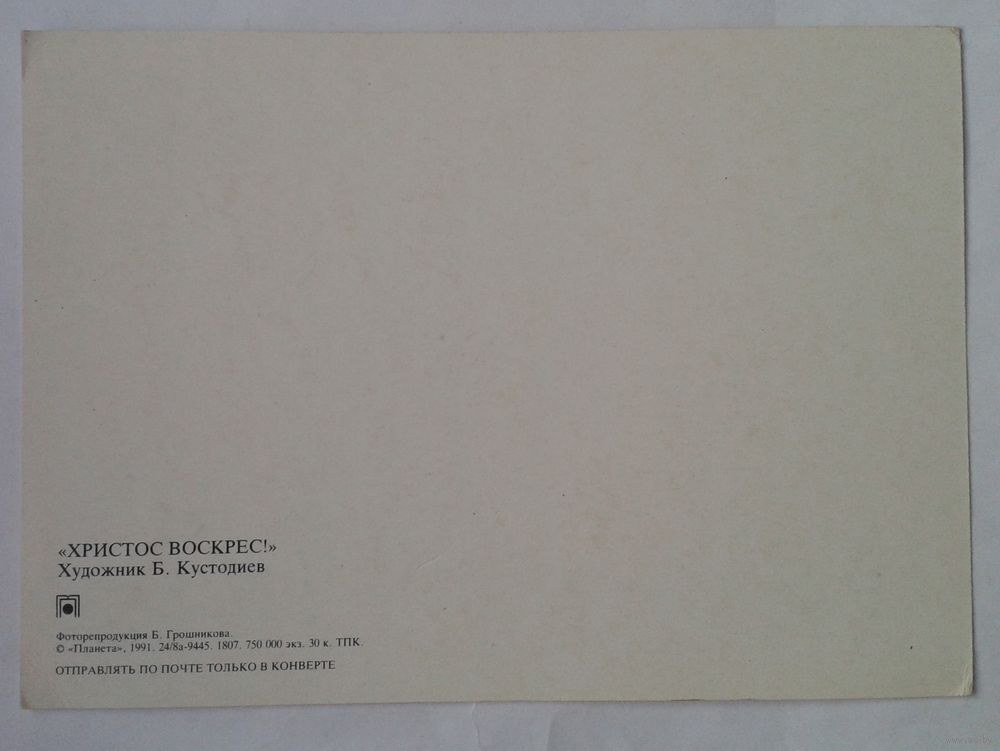 «ХРИСТОС ВОСКРЕС!»
Художник Б. Кустодиев
Фоторепродукция Б. Грошникова.
© «Планета», 1991. 24/8а-9445. 1807. 750 000 экз. 30 к. ТПК.
ОТПРАВЛЯТЬ ПО ПОЧТЕ ТОЛЬКО В КОНВЕРТЕ